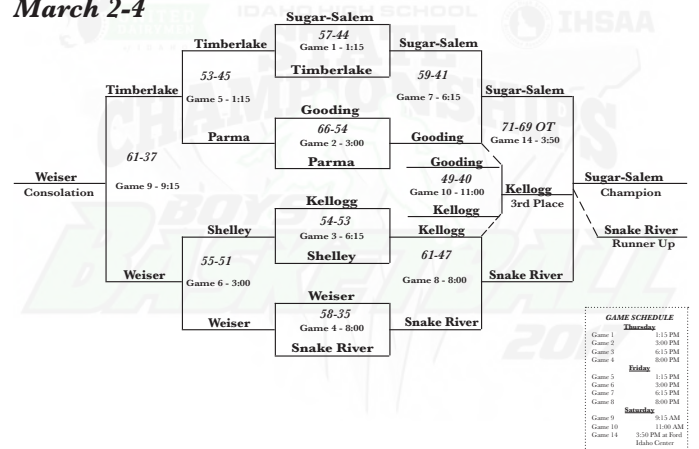 March 2-4
IDAHO HIGH SCHOOL
IHSAA
STATE
CHAMPIONSHIPS
BOYS
BASKETBALL
Sugar-Salem
57-44
Game 1 - 1:15
Timberlake
Timberlake
Sugar-Salem
53-45
Game 5 - 1:15
59-41
Game 7 - 6:15
Timberlake
Sugar-Salem
Gooding
66-54
Game 2 - 3:00
Parma
Parma
Gooding
71-69 OT
Game 14 - 3:50
61-37
Game 9 - 9:15
Gooding
49-40
Game 10 - 11:00
Kellogg
Weiser
Consolation
Kellogg
3rd Place
Sugar-Salem
Champion
Kellogg
54-53
Game 3 - 6:15
Shelley
Shelley
Kellogg
Snake River
Runner Up
55-51
Game 6 - 3:00
61-47
Game 8 - 8:00
Weiser
Snake River
Weiser
58-35
Game 4 - 8:00
Snake River
Weiser
Snake River
GAME SCHEDULE
Thursday
Game 1 1:15 PM
Game 2 3:00 PM
Game 3 6:15 PM
Game 4 8:00 PM
Friday
Game 5 1:15 PM
Game 6 3:00 PM
Game 7 6:15 PM
Game 8 8:00 PM
Saturday
Game 9 9:15 AM
Game 10 11:00 AM
Game 14 3:50 PM at Ford
Idaho Center